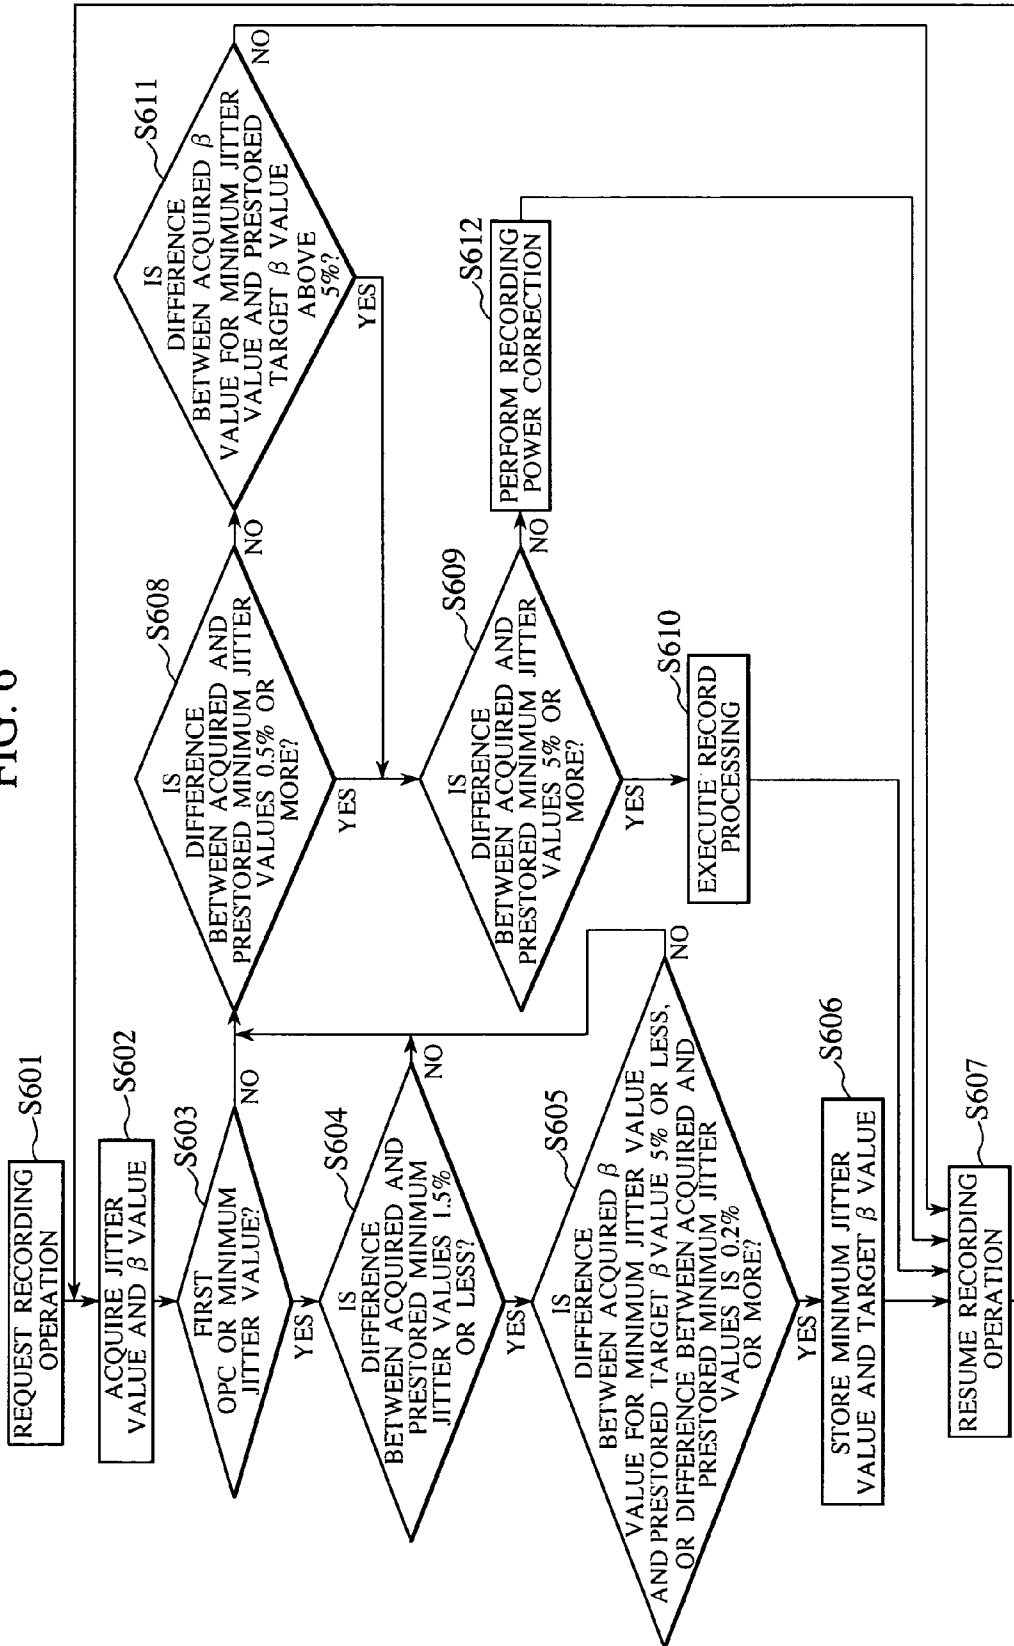 FIG. 6
REQUEST RECORDING
OPERATION
S601
ACQUIRE JITTER
VALUE AND β VALUE
S602
FIRST
OPC OR MINIMUM
JITTER VALUE?
S603
NO
YES
IS
DIFFERENCE
BETWEEN ACQUIRED AND
PRESTORED MINIMUM
JITTER VALUES 1.5%
OR LESS?
S604
NO
YES
IS
DIFFERENCE
BETWEEN ACQUIRED β
VALUE FOR MINIMUM JITTER VALUE
AND PRESTORED TARGET β VALUE 5% OR LESS,
OR DIFFERENCE BETWEEN ACQUIRED AND
PRESTORED MINIMUM JITTER
VALUES IS 0.2%
OR MORE?
S605
NO
YES
STORE MINIMUM JITTER
VALUE AND TARGET β VALUE
S606
RESUME RECORDING
OPERATION
S607
IS
DIFFERENCE
BETWEEN ACQUIRED AND
PRESTORED MINIMUM JITTER
VALUES 0.5% OR
MORE?
S608
NO
YES
IS
DIFFERENCE
BETWEEN ACQUIRED AND
PRESTORED MINIMUM JITTER
VALUES 5% OR
MORE?
S609
NO
YES
EXECUTE RECORD
PROCESSING
S610
IS
DIFFERENCE
BETWEEN ACQUIRED β
VALUE FOR MINIMUM JITTER
VALUE AND PRESTORED
TARGET β VALUE
ABOVE
5%?
S611
NO
YES
PERFORM RECORDING
POWER CORRECTION
S612